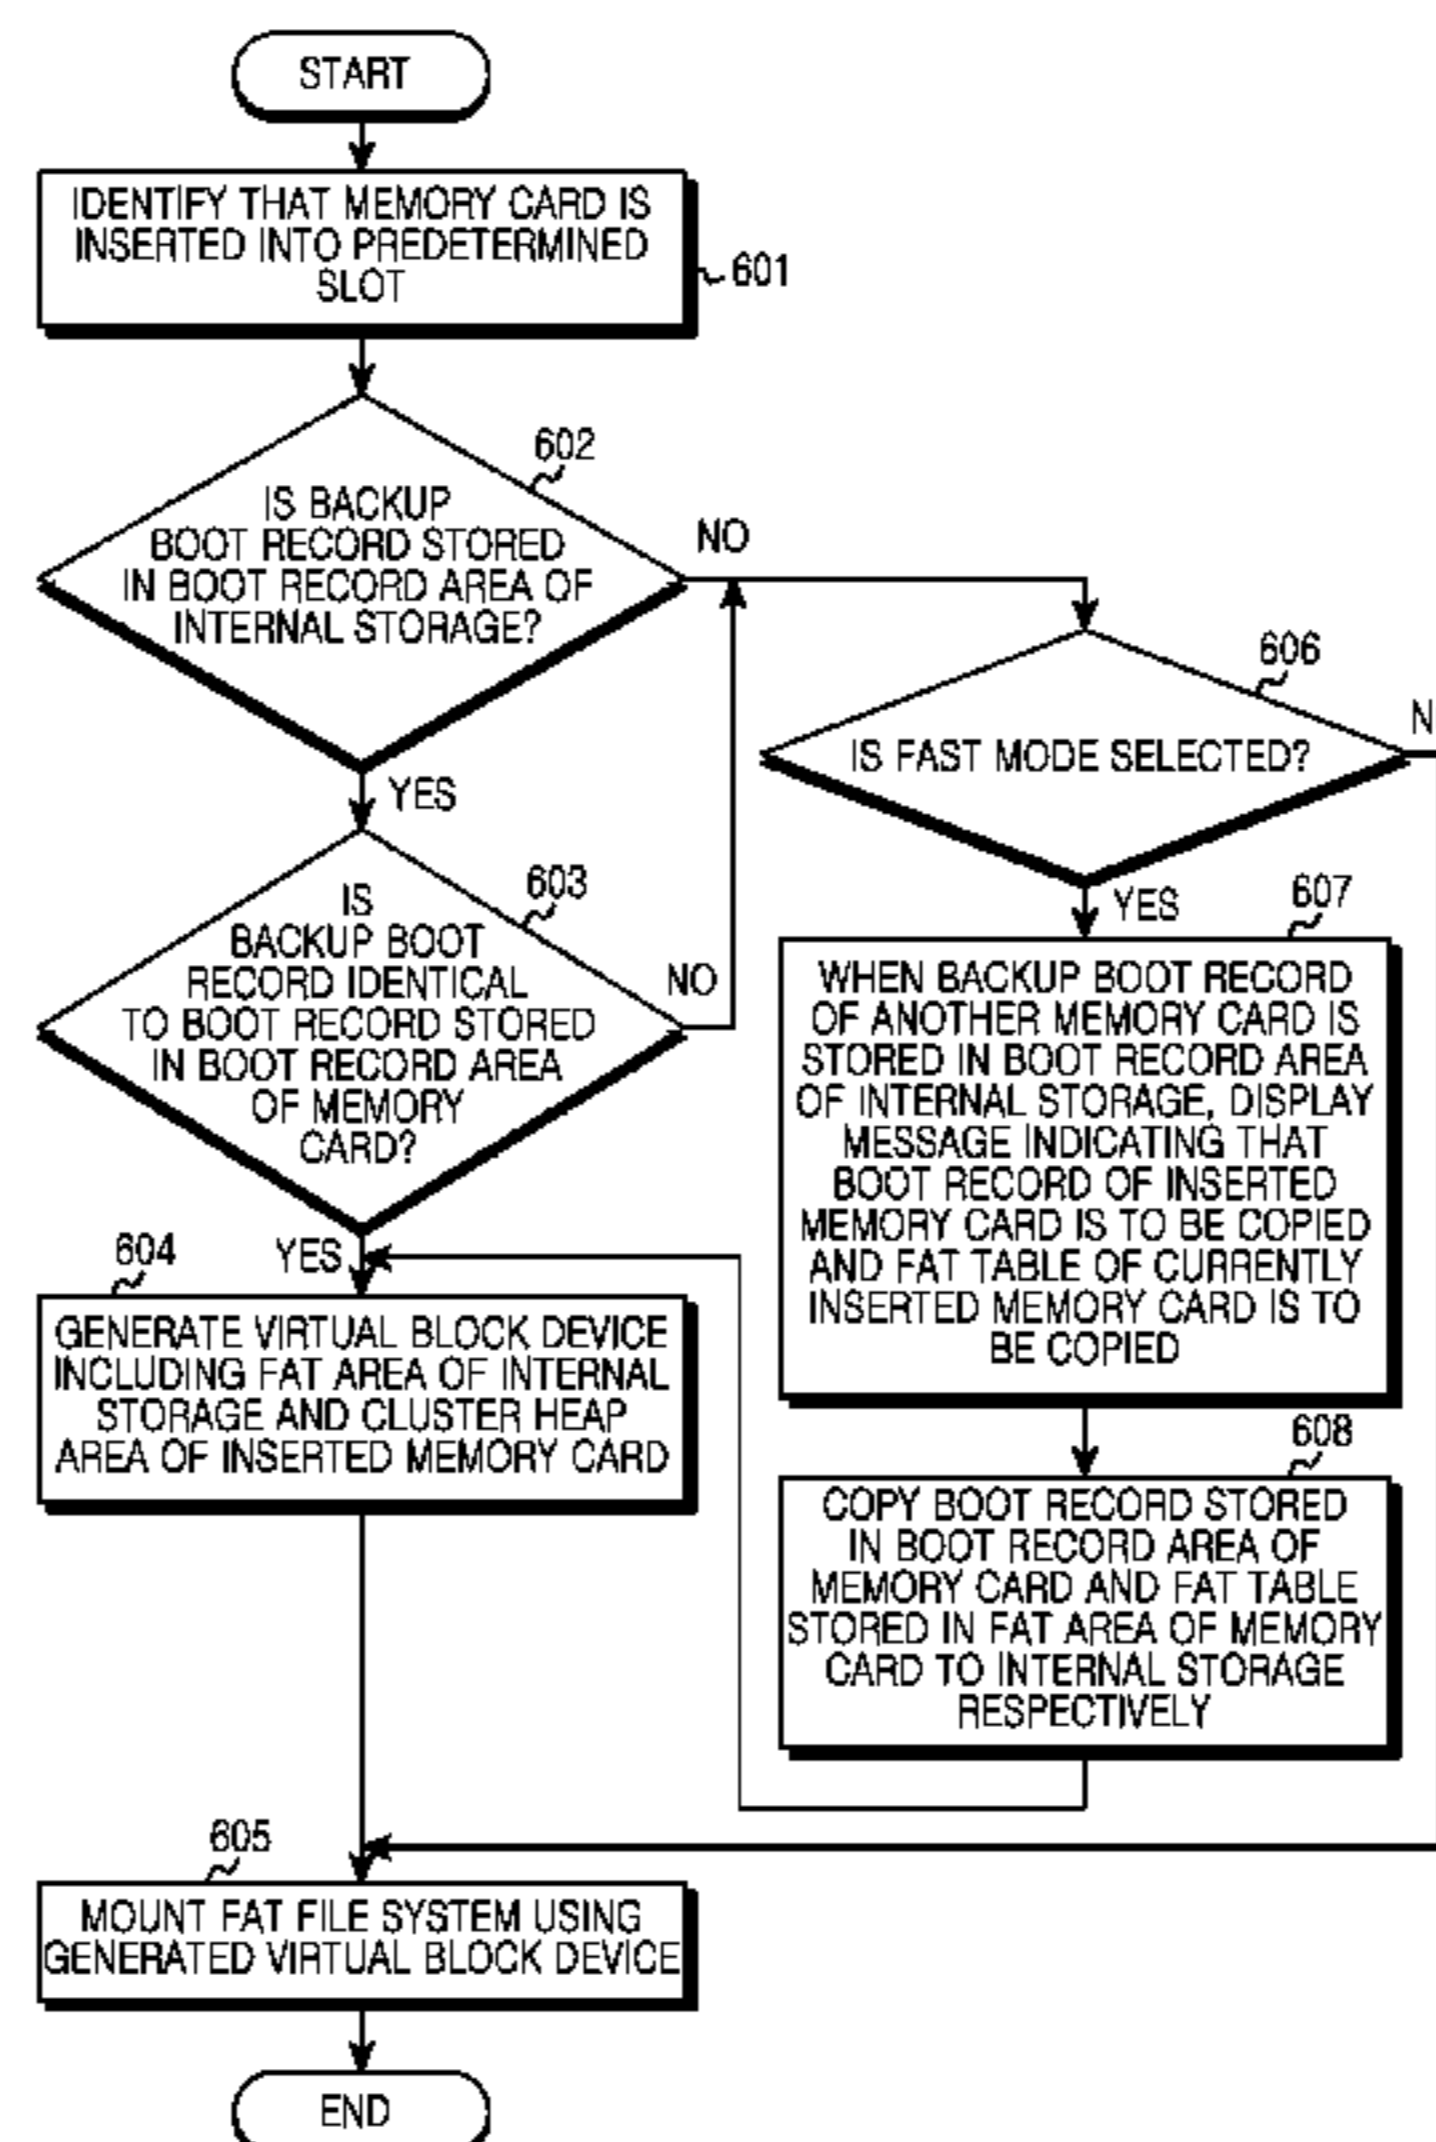 START
IDENTIFY THAT MEMORY CARD IS
INSERTED INTO PREDETERMINED
SLOT
601
602
IS BACKUP
BOOT RECORD STORED
IN BOOT RECORD AREA OF
INTERNAL STORAGE?
NO
YES
603
IS
BACKUP BOOT
RECORD IDENTICAL
TO BOOT RECORD STORED
IN BOOT RECORD AREA
OF MEMORY
CARD?
NO
YES
604
GENERATE VIRTUAL BLOCK DEVICE
INCLUDING FAT AREA OF INTERNAL
STORAGE AND CLUSTER HEAP
AREA OF INSERTED MEMORY CARD
605
MOUNT FAT FILE SYSTEM USING
GENERATED VIRTUAL BLOCK DEVICE
END
606
IS FAST MODE SELECTED?
N
YES
607
WHEN BACKUP BOOT RECORD
OF ANOTHER MEMORY CARD IS
STORED IN BOOT RECORD AREA
OF INTERNAL STORAGE, DISPLAY
MESSAGE INDICATING THAT
BOOT RECORD OF INSERTED
MEMORY CARD IS TO BE COPIED
AND FAT TABLE OF CURRENTLY
INSERTED MEMORY CARD IS TO
BE COPIED
608
COPY BOOT RECORD STORED
IN BOOT RECORD AREA OF
MEMORY CARD AND FAT TABLE
STORED IN FAT AREA OF MEMORY
CARD TO INTERNAL STORAGE
RESPECTIVELY